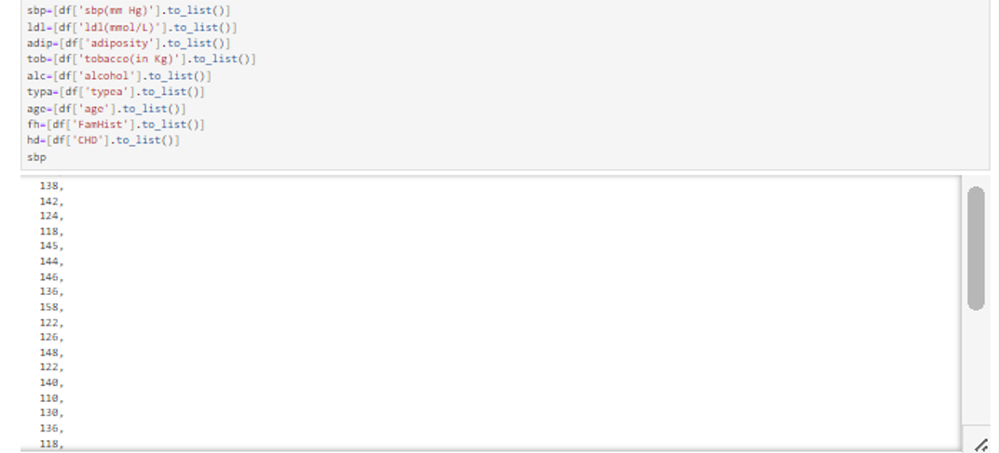 sbp=[df['sbp(mm Hg)'].to_list()]
ldl=[df['ldl(mmol/L)'].to_list()]
adip=[df['adiposity'].to_list()]
tob=[df['tobacco(in Kg)'].to_list()]
alc=[df['alcohol'].to_list()]
typa=[df['typea'].to_list()]
age=[df['age'].to_list()]
fh=[df['FamHist'].to_list()]
hd=[df['CHD'].to_list()]
sbp
138,
142,
124,
118,
145,
144,
146,
136,
158,
122,
126,
148,
122,
140,
110,
130,
136,
118,